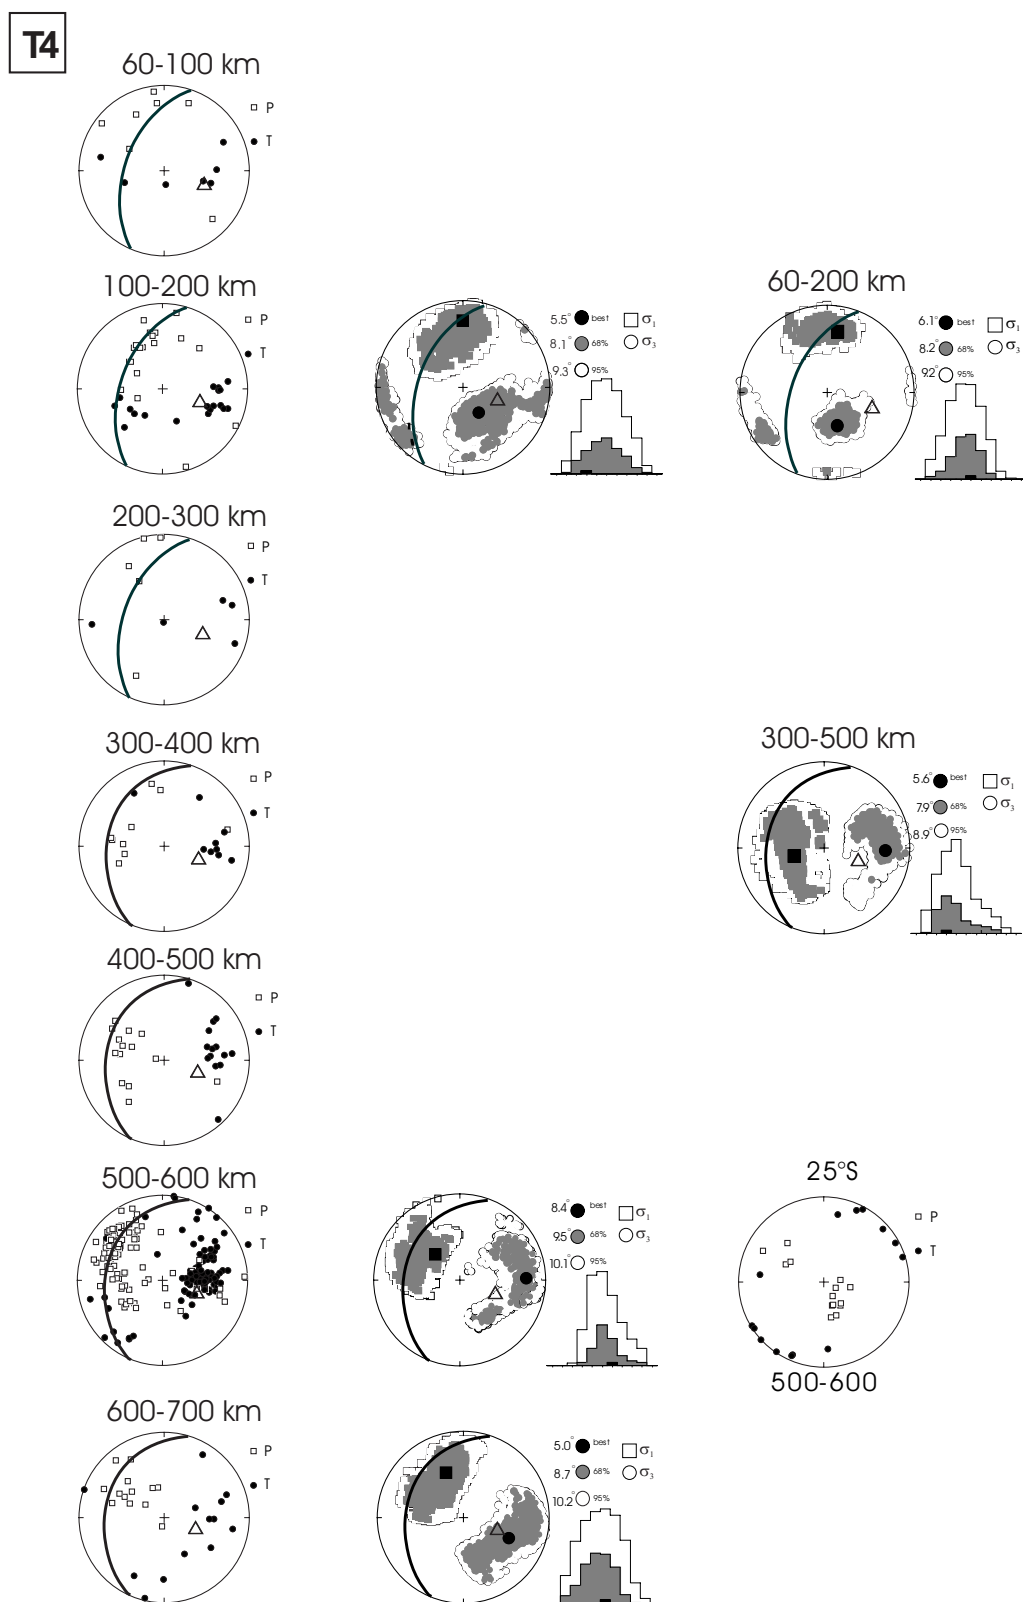 T4
60-100 km
P
T
100-200 km
P
T
5.5° best
8.1° 68%
9.3° 95%
σ1
σ3
60-200 km
6.1° best
8.2° 68%
9.2° 95%
σ1
σ3
200-300 km
P
T
300-400 km
P
T
300-500 km
5.6° best
7.9° 68%
8.9° 95%
σ1
σ3
400-500 km
P
T
500-600 km
P
T
8.4° best
9.5° 68%
10.1° 95%
σ1
σ3
25°S
P
T
500-600
600-700 km
P
T
5.0° best
8.7° 68%
10.2° 95%
σ1
σ3